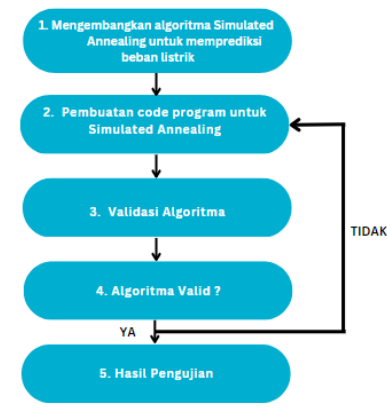 1. Mengembangkan algoritma Simulated
Annealing untuk memprediksi
beban listrik
2. Pembuatan code program untuk
Simulated Annealing
3. Validasi Algoritma
TIDAK
4. Algoritma Valid ?
YA
5. Hasil Pengujian